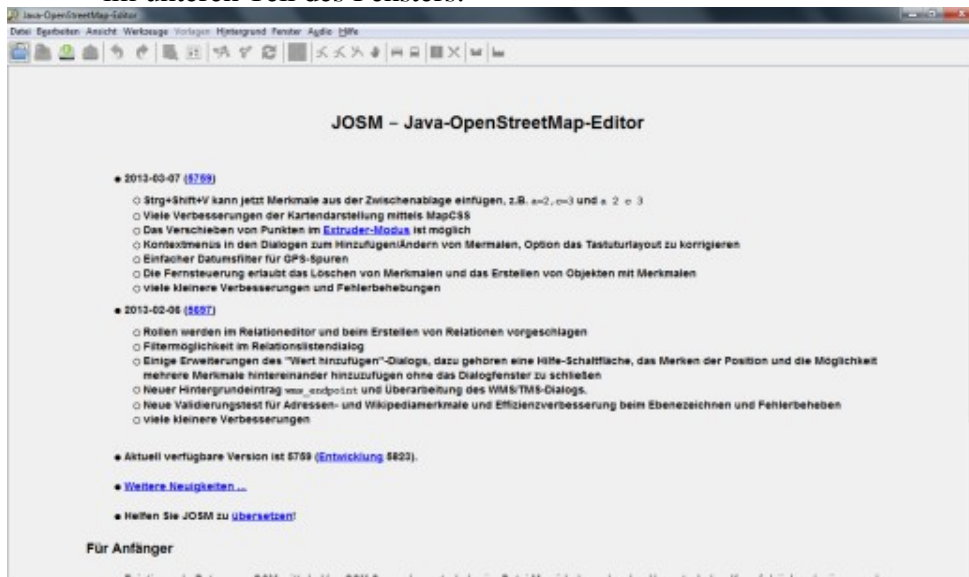 Java-OpenStreetMap-Editor
Datei Bearbeiten Ansicht Werkzeuge Vorlagen Hintergrund Fenster Audio Hilfe
JOSM – Java-OpenStreetMap-Editor
2013-03-07 (5759)
Strg+Shift+V kann jetzt Merkmale aus der Zwischenablage einfügen, z.B. a=2, c=3 und a 2 c 3
Viele Verbesserungen der Kartendarstellung mittels MapCSS
Das Verschieben von Punkten im Extruder-Modus ist möglich
Kontextmenüs in den Dialogen zum Hinzufügen/Ändern von Mermalen, Option das Tastuturlayout zu korrigieren
Einfacher Datumsfilter für GPS-Spuren
Die Fernsteuerung erlaubt das Löschen von Merkmalen und das Erstellen von Objekten mit Merkmalen
viele kleinere Verbesserungen und Fehlerbehebungen
2013-02-06 (5697)
Rollen werden im Relationeditor und beim Erstellen von Relationen vorgeschlagen
Filtermöglichkeit im Relationslistendialog
Einige Erweiterungen des "Wert hinzufügen"-Dialogs, dazu gehören eine Hilfe-Schaltfläche, das Merken der Position und die Möglichkeit
mehrere Merkmale hintereinander hinzuzufügen ohne das Dialogfenster zu schließen
Neuer Hintergrundeintrag wms_endpoint und Überarbeitung des WMS/TMS-Dialogs.
Neue Validierungstest für Adressen- und Wikipediamerkmale und Effizienzverbesserung beim Ebenezeichnen und Fehlerbeheben
viele kleinere Verbesserungen
Aktuell verfügbare Version ist 5759 (Entwicklung 5823).
Weitere Neuigkeiten ...
Helfen Sie JOSM zu übersetzen!
Für Anfänger